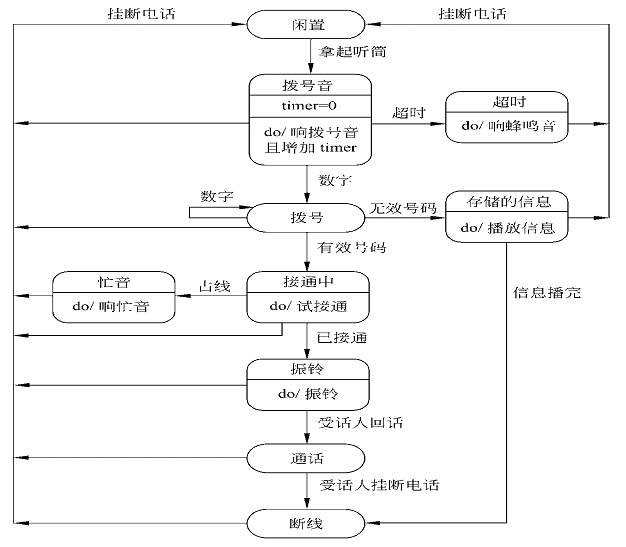 挂断电话
闲置
挂断电话
拿起听筒
拨号音
timer=0
do/ 响拨号音
且增加 timer
超时
超时
do/ 响蜂鸣音
数字
数字
拨号
无效号码
存储的信息
do/ 播放信息
有效号码
忙音
do/ 响忙音
占线
接通中
do/ 试接通
信息播完
已接通
振铃
do/ 振铃
受话人回话
通话
受话人挂断电话
断线